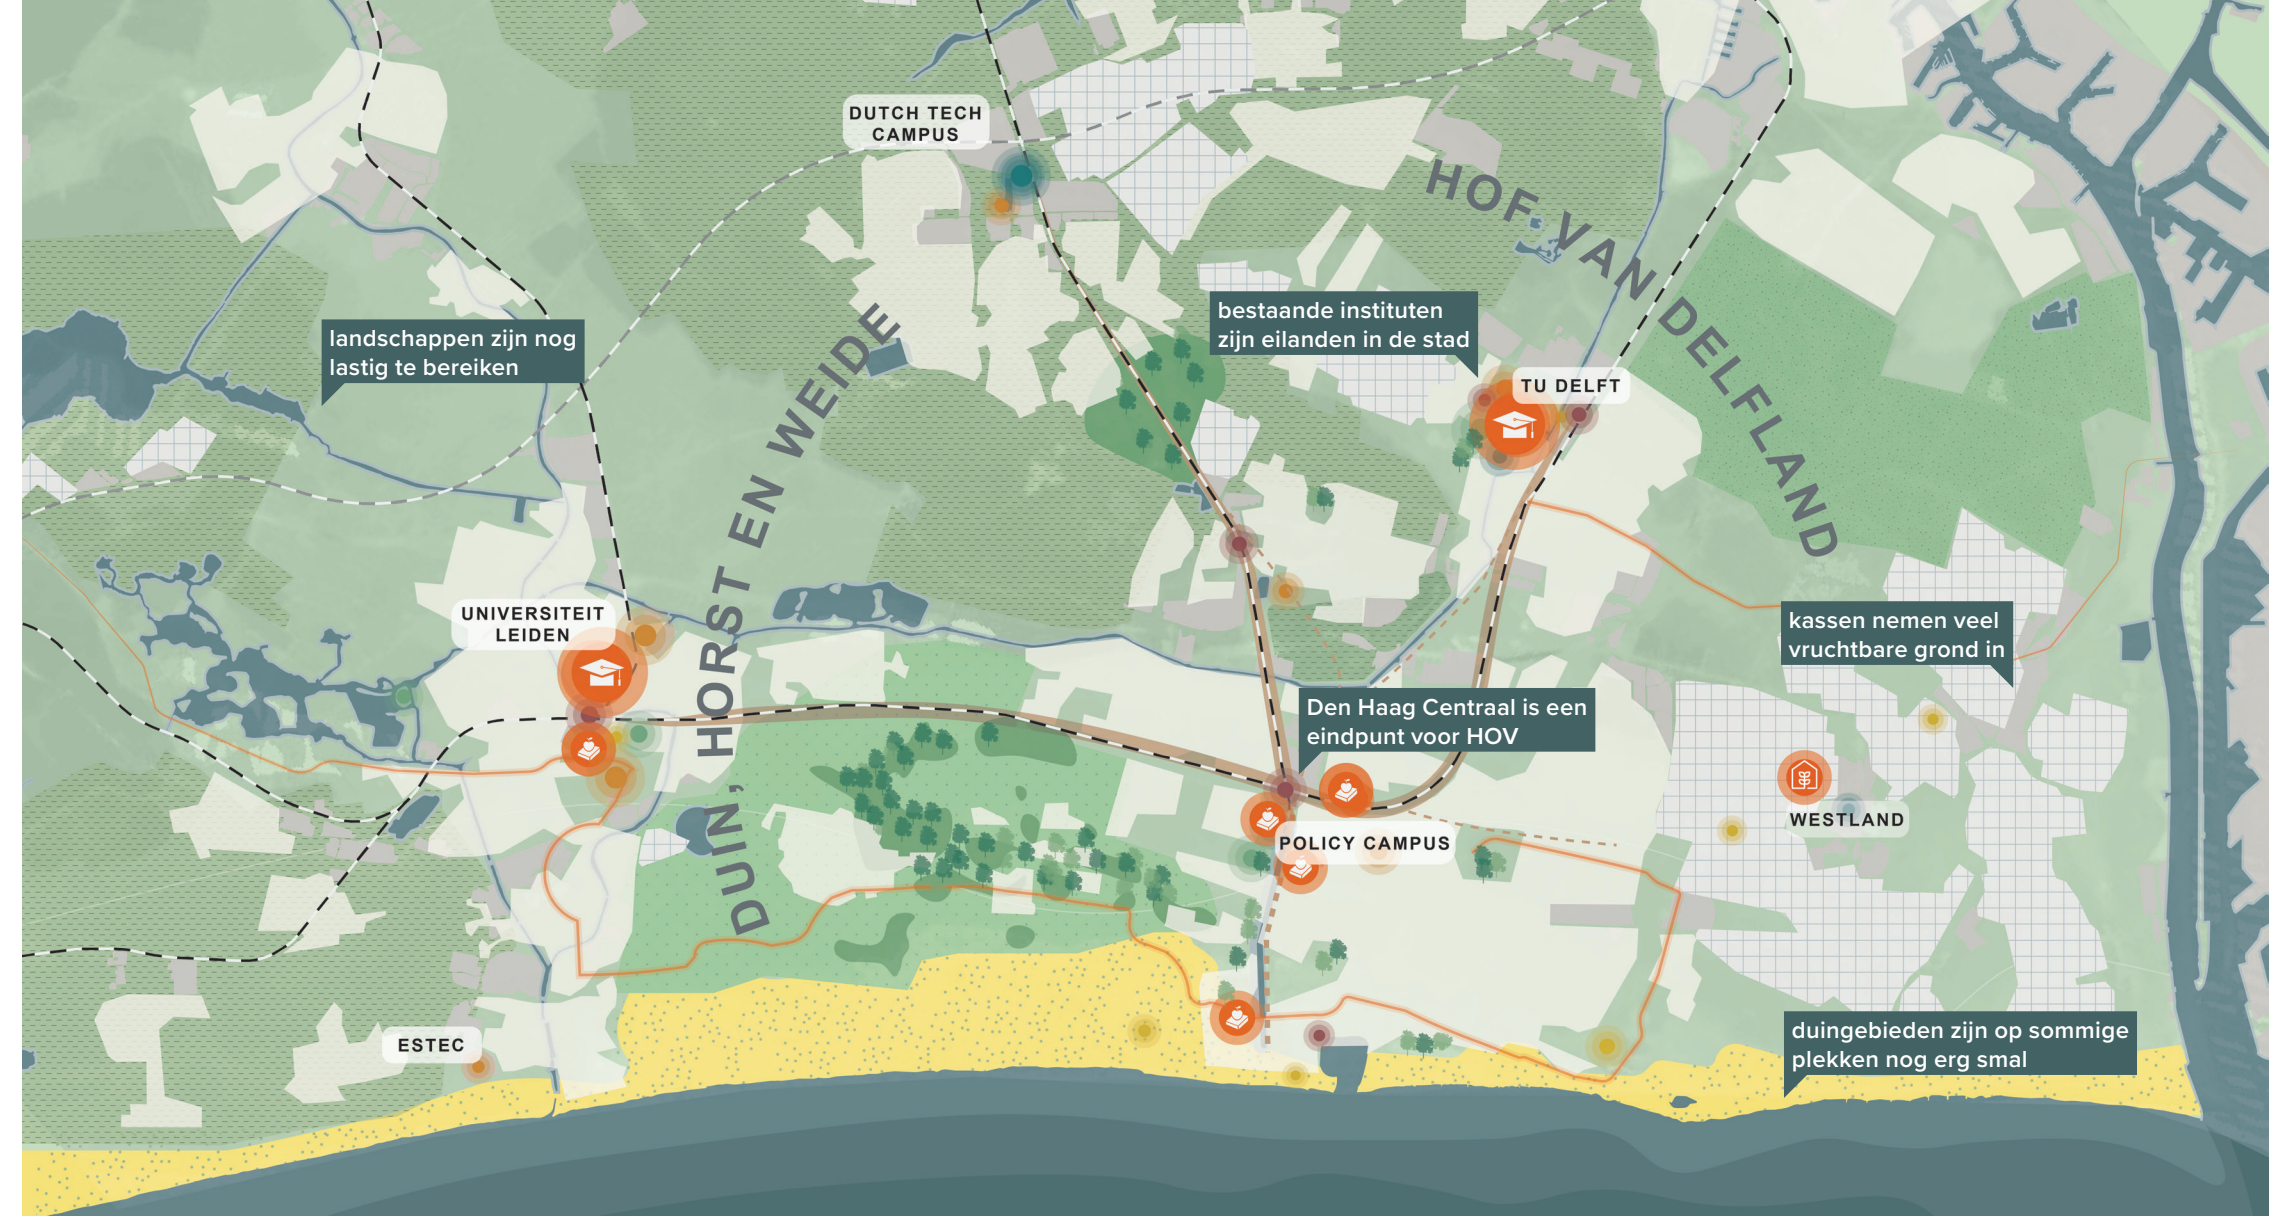 DUTCH TECH
CAMPUS
HOF VAN DELFLAND
bestaande instituten
zijn eilanden in de stad
landschappen zijn nog
lastig te bereiken
TU DELFT
DUIN, HORST EN WEIDE
UNIVERSITEIT
LEIDEN
kassen nemen veel
vruchtbare grond in
Den Haag Centraal is een
eindpunt voor HOV
WESTLAND
POLICY CAMPUS
ESTEC
duingebieden zijn op sommige
plekken nog erg smal